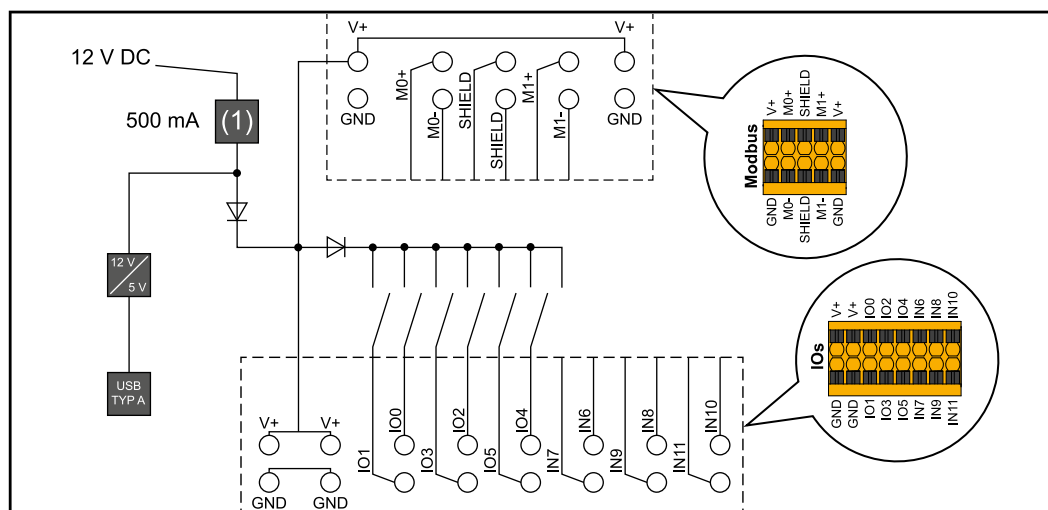 12 V DC
500 mA
(1)
12 V
5 V
USB
TYP A
V+
V+
M0+
SHIELD
M1+
GND
M0-
SHIELD
M1-
GND
V+
M0+
SHIELD
M1+
V+
Modbus
GND
M0-
SHIELD
M1-
GND
V+
V+
IO0
IO2
IO4
IN6
IN8
IN10
IOs
GND
GND
IO1
IO3
IO5
IN7
IN9
IN11
V+
V+
IO0
IO2
IO4
IN6
IN8
IN10
IO1
IO3
IO5
IN7
IN9
IN11
GND
GND